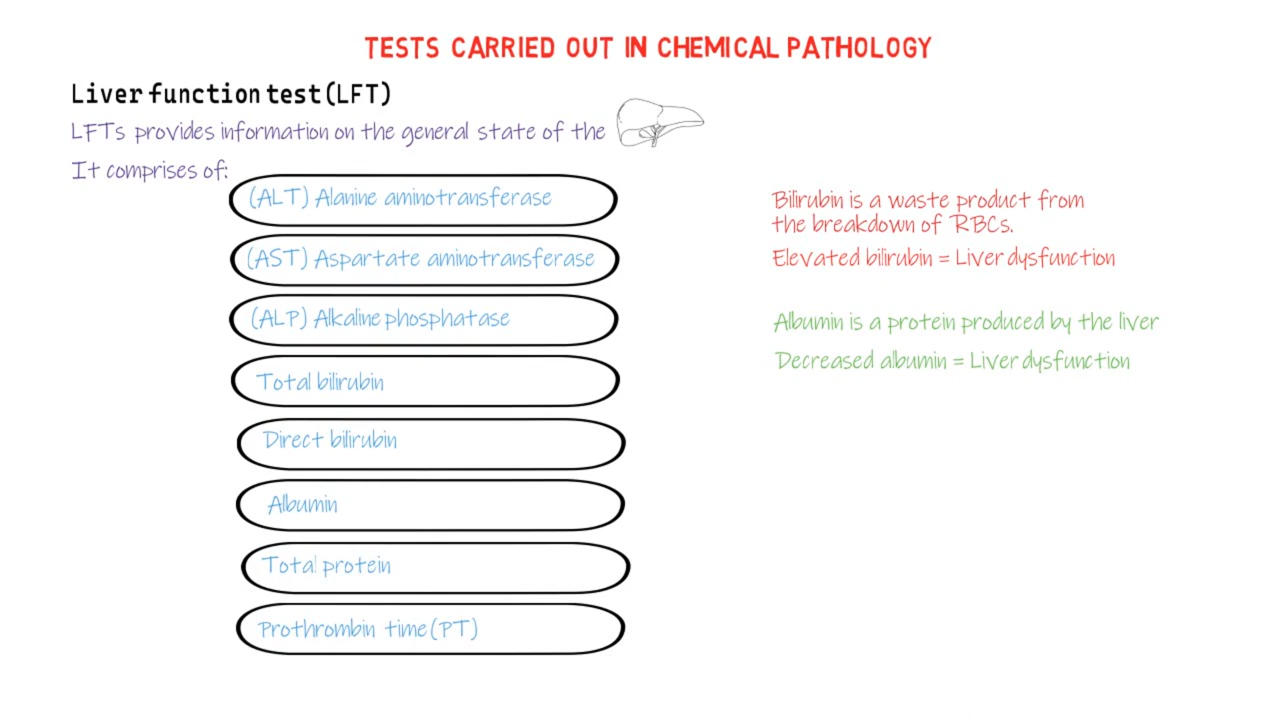 TESTS CARRIED OUT IN CHEMICAL PATHOLOGY
Liver function test (LFT)
LFTs provides information on the general state of the
It comprises of:
(ALT) Alanine aminotransferase
(AST) Aspartate aminotransferase
(ALP) Alkaline phosphatase
Total bilirubin
Direct bilirubin
Albumin
Total protein
Prothrombin time (PT)
Bilirubin is a waste product from
the breakdown of RBCs.
Elevated bilirubin = Liver dysfunction
Albumin is a protein produced by the liver
Decreased albumin = Liver dysfunction